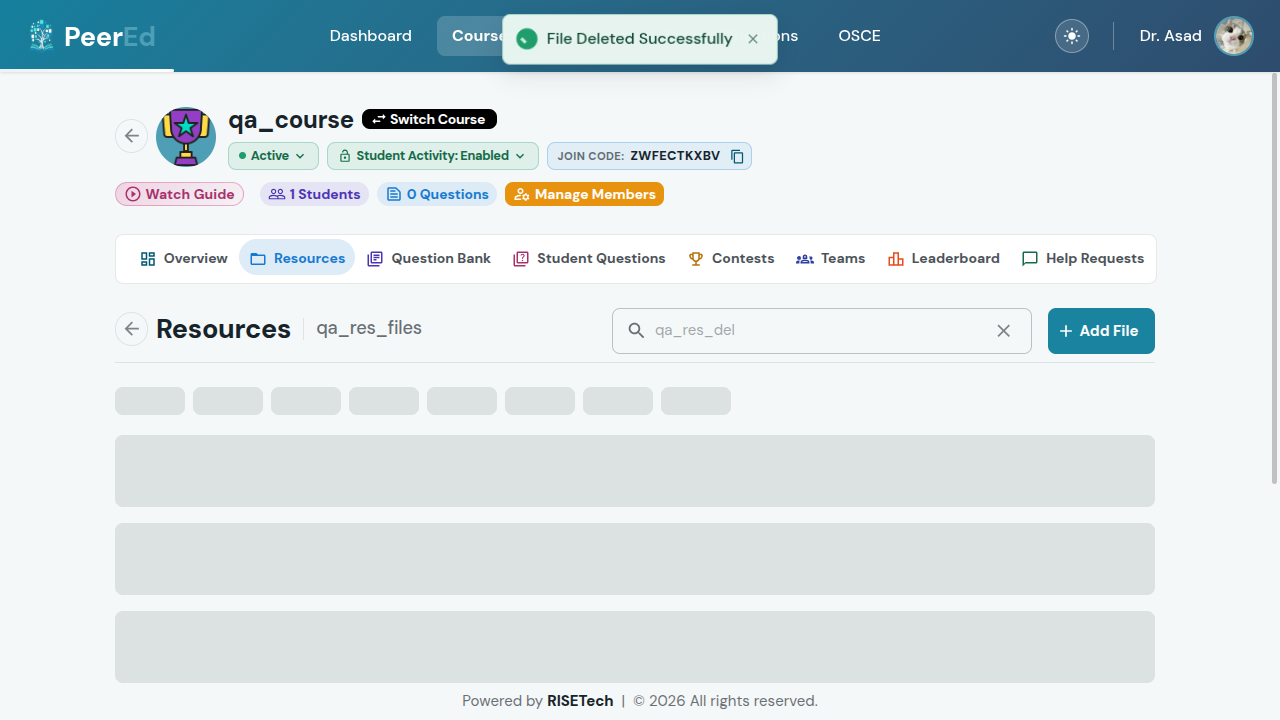 PeerEd
Dashboard
OSCE
Dr. Asad
File Deleted Successfully
qa_course
Switch Course
Active
Student Activity: Enabled
JOIN CODE: ZWFECTKXBV
Watch Guide
1 Students
0 Questions
Manage Members
Overview
Resources
Question Bank
Student Questions
Contests
Teams
Leaderboard
Help Requests
Resources
qa_res_files
qa_res_del
Add File
Powered by RISETech | © 2026 All rights reserved.